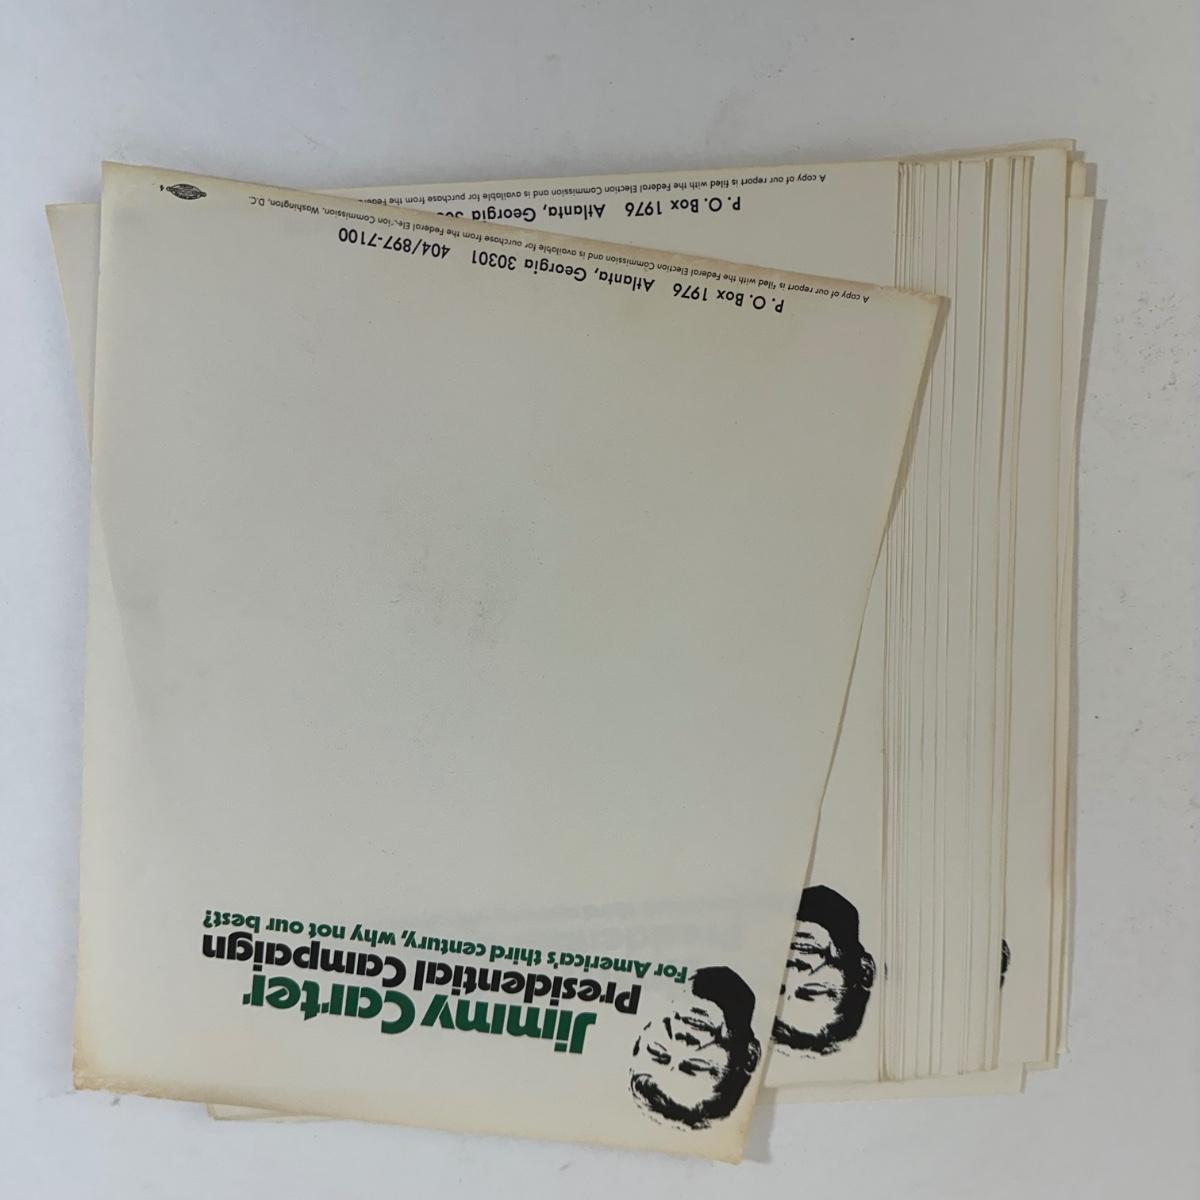 Jimmy Carter
Presidential Campaign
For America's third century, why not our best?
P. O. Box 1976 Atlanta, Georgia 30301 404/897-7100
A copy of our report is filed with the Federal Election Commission and is available for purchase from the Federal Election Commission, Washington, D.C.
P. O. Box 1976 Atlanta, Georgia
A copy of our report is filed with the Federal Election Commission and is available for purchase from the